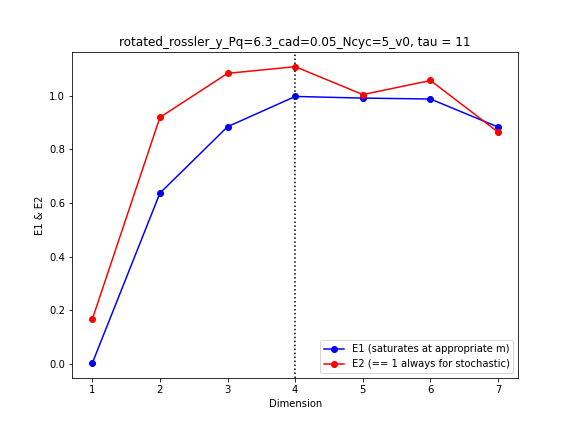 rotated_rossler_y_Pq=6.3_cad=0.05_Ncyc=5_v0, tau = 11
E1 & E2
1.0
0.8
0.6
0.4
0.2
0.0
E1 (saturates at appropriate m)
E2 (== 1 always for stochastic)
1 2 3 4 5 6 7
Dimension